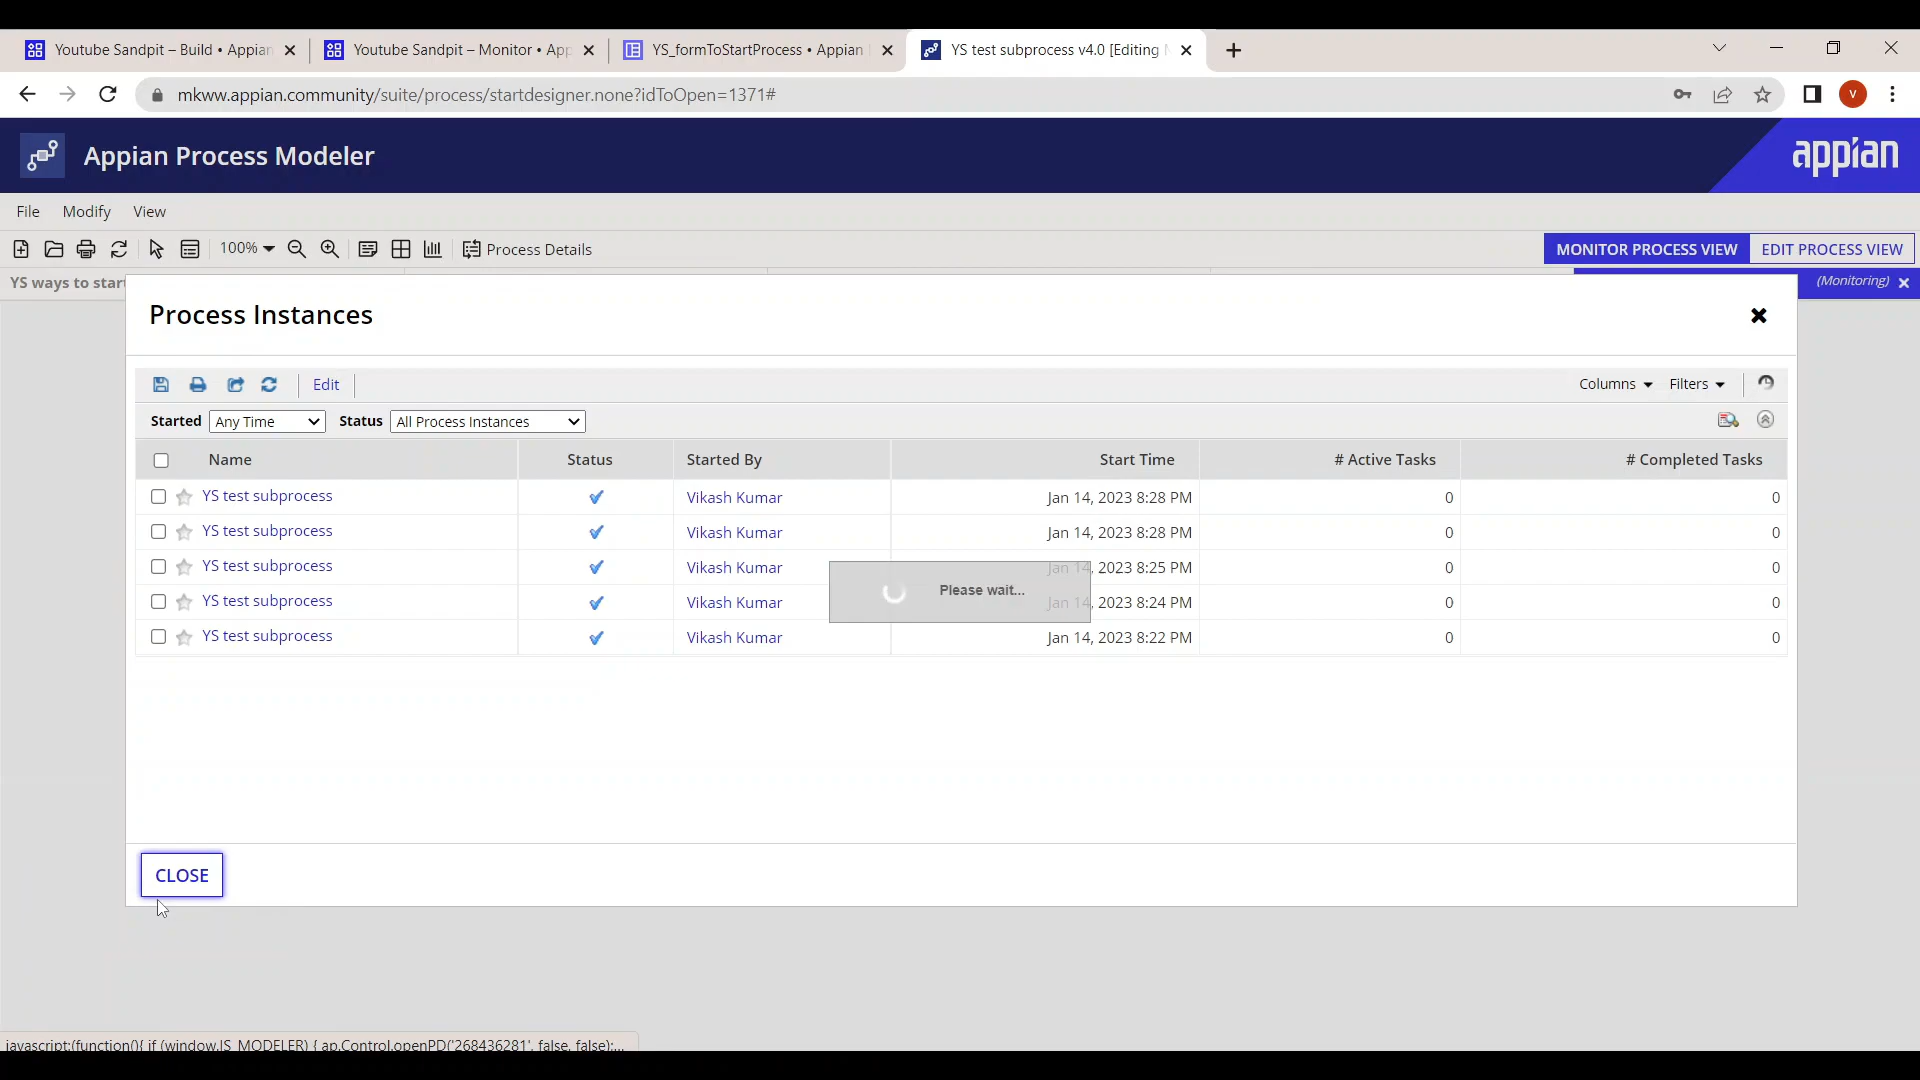 Youtube Sandpit – Build • Appian
Youtube Sandpit – Monitor • App
YS_formToStartProcess • Appian
YS test subprocess v4.0 [Editing
mkww.appian.community/suite/process/startdesigner.none?idToOpen=1371#
V
Appian Process Modeler
appian
File Modify View
100% Process Details
MONITOR PROCESS VIEW EDIT PROCESS VIEW
YS ways to start
(Monitoring)
Process Instances
Edit
Columns Filters
Started Any Time Status All Process Instances
Name Status Started By Start Time # Active Tasks # Completed Tasks
YS test subprocess Vikash Kumar Jan 14, 2023 8:28 PM 0 0
YS test subprocess Vikash Kumar Jan 14, 2023 8:28 PM 0 0
YS test subprocess Vikash Kumar Jan 14, 2023 8:25 PM 0 0
YS test subprocess Vikash Kumar Jan 14, 2023 8:24 PM 0 0
YS test subprocess Vikash Kumar Jan 14, 2023 8:22 PM 0 0
Please wait...
CLOSE
javascript:(function(){ if (window.IS_MODELER) { ap.Control.openPD('268436281', false, false);...